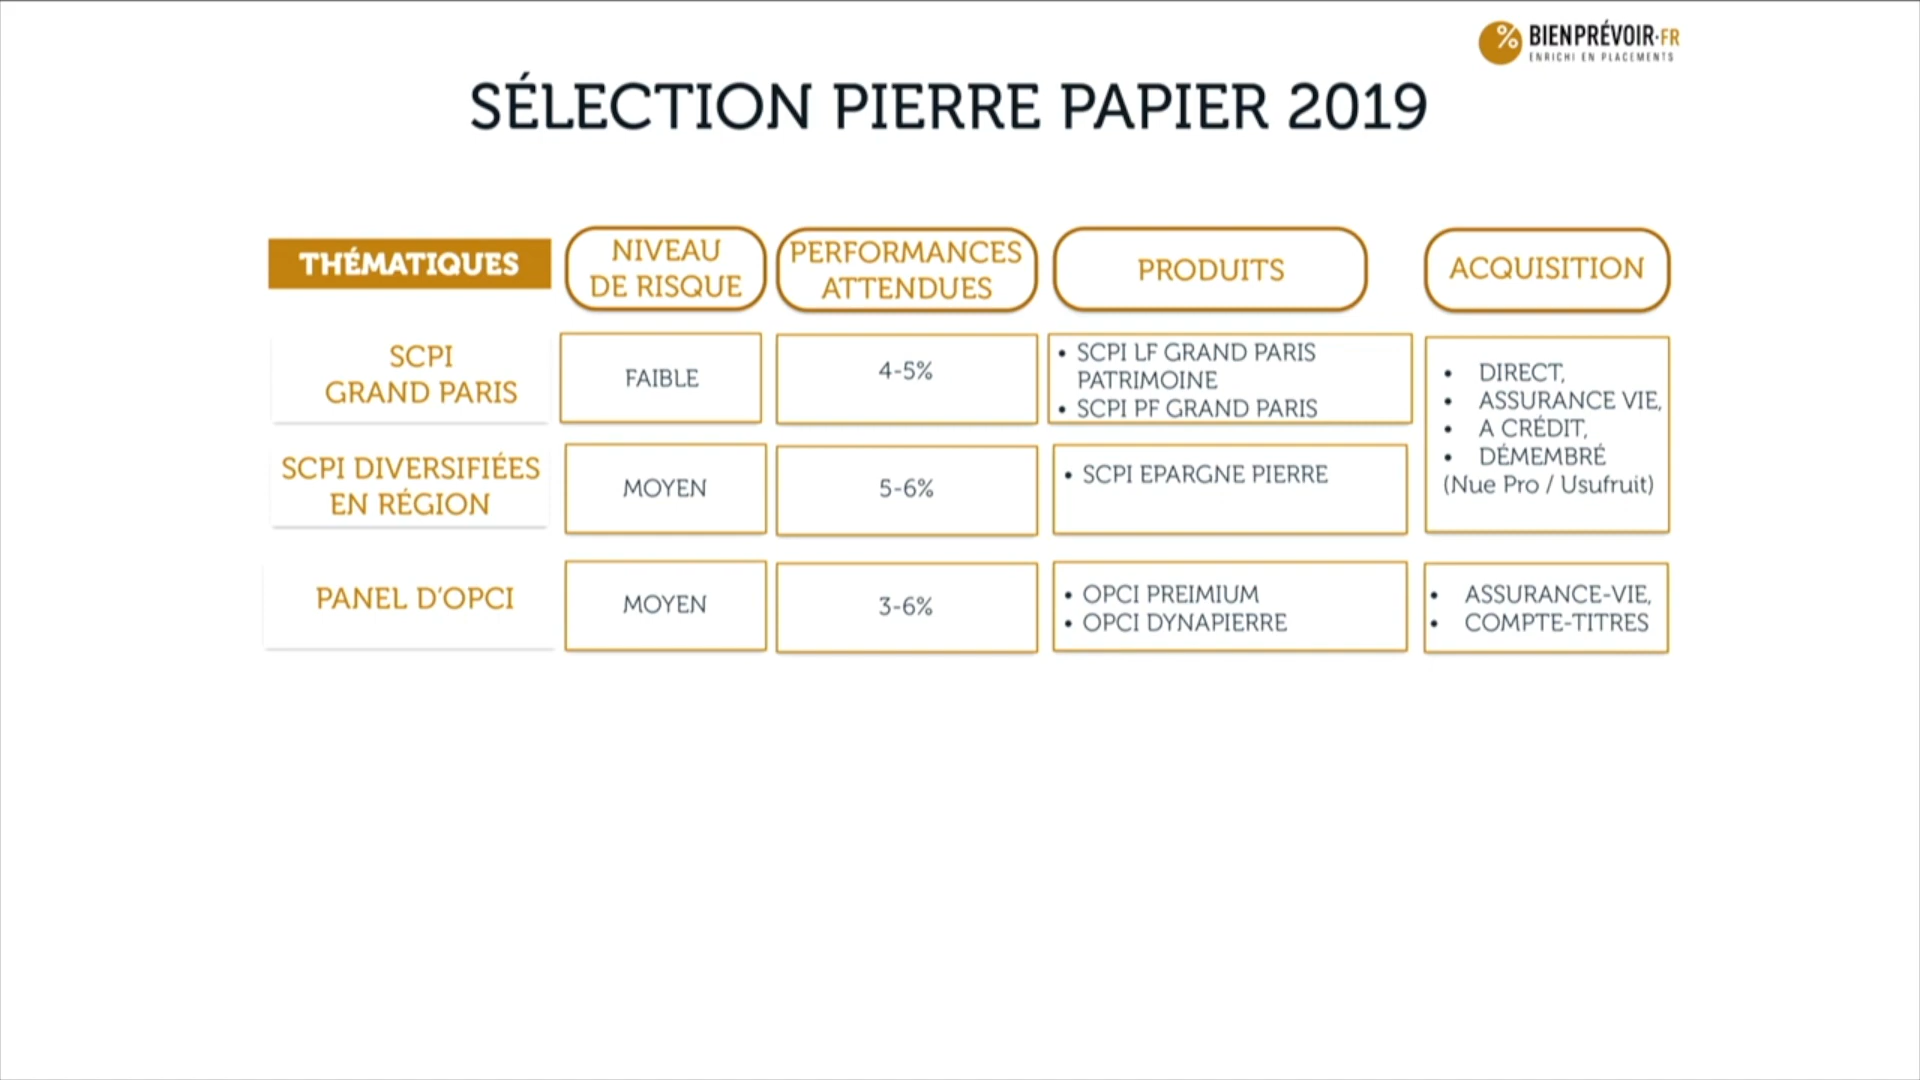 BIENPRÉVOIR·FR
ENRICHI EN PLACEMENTS
SÉLECTION PIERRE PAPIER 2019
THÉMATIQUES
NIVEAU
DE RISQUE
PERFORMANCES
ATTENDUES
PRODUITS
ACQUISITION
SCPI
GRAND PARIS
FAIBLE
4-5%
• SCPI LF GRAND PARIS
PATRIMOINE
• SCPI PF GRAND PARIS
• DIRECT,
• ASSURANCE VIE,
• A CRÉDIT,
• DÉMEMBRÉ
(Nue Pro / Usufruit)
SCPI DIVERSIFIÉES
EN RÉGION
MOYEN
5-6%
• SCPI EPARGNE PIERRE
PANEL D'OPCI
MOYEN
3-6%
• OPCI PREIMIUM
• OPCI DYNAPIERRE
• ASSURANCE-VIE,
• COMPTE-TITRES